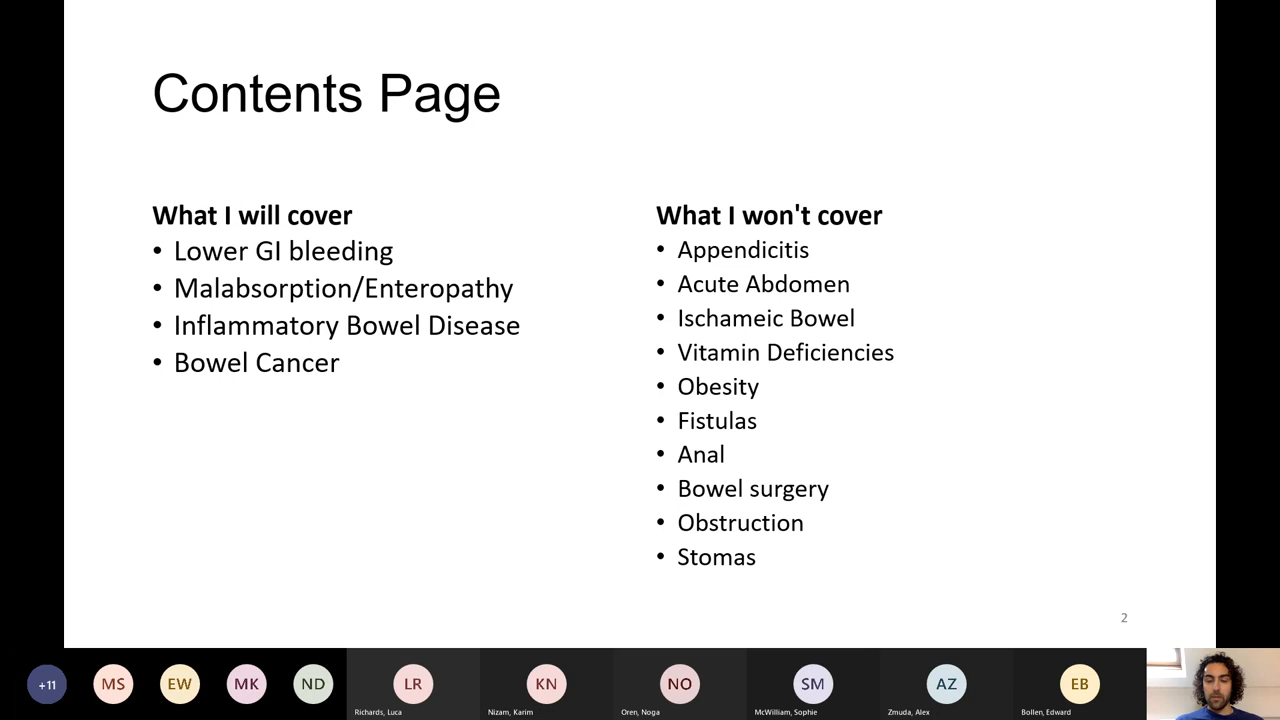 Contents Page
What I will cover
• Lower GI bleeding
• Malabsorption/Enteropathy
• Inflammatory Bowel Disease
• Bowel Cancer
What I won't cover
• Appendicitis
• Acute Abdomen
• Ischameic Bowel
• Vitamin Deficiencies
• Obesity
• Fistulas
• Anal
• Bowel surgery
• Obstruction
• Stomas
2
+11 MS EW MK ND LR KN NO SM AZ EB
Richards, Luca Nizam, Karim Oren, Noga McWilliam, Sophie Zmuda, Alex Bollen, Edward